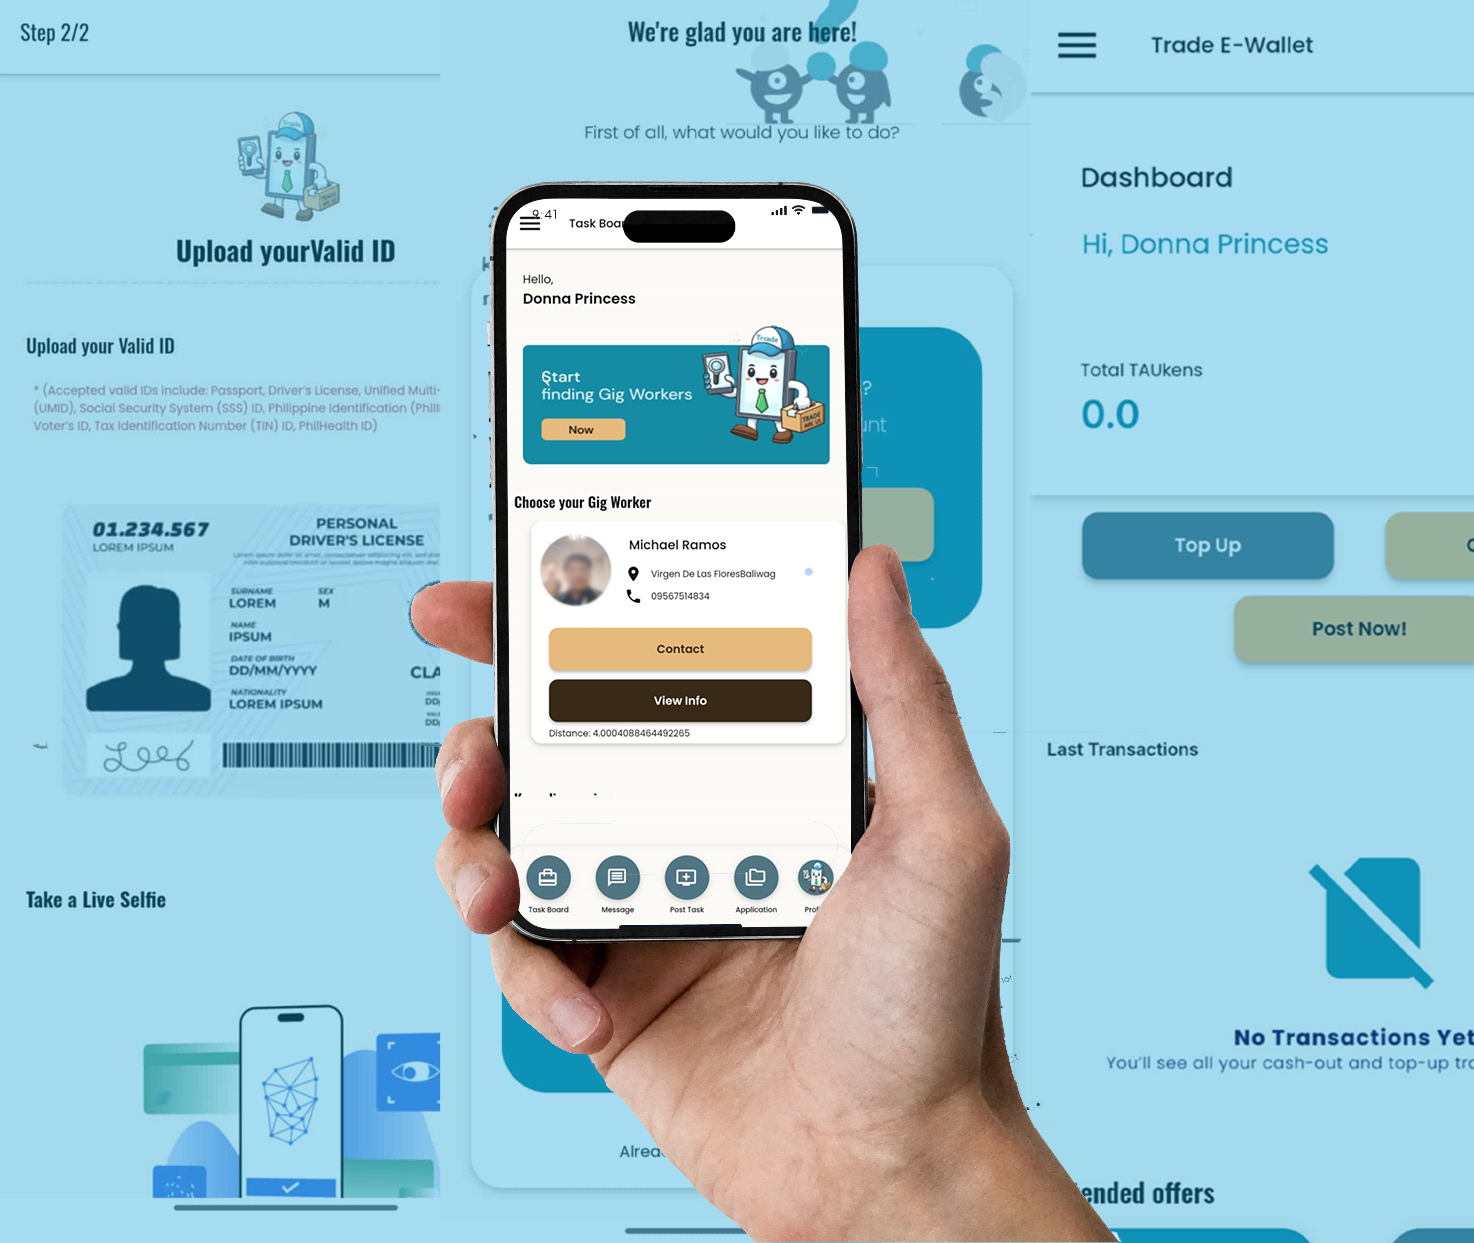 Step 2/2
Upload yourValid ID
Upload your Valid ID
* (Accepted valid IDs include: Passport, Driver's License, Unified Multi-
(UMID), Social Security System (SSS) ID, Philippine Identification
Voter's ID, Tax Identification Number (TIN) ID, PhilHealth ID)
01.234.567
LOREM IPSUM
PERSONAL
DRIVER'S LICENSE
SURNAME
LOREM
SEX
M
NAME
IPSUM
DATE OF BIRTH
DD/MM/YYYY
NATIONALITY
LOREM IPSUM
Take a Live Selfie
We're glad you are here!
First of all, what would you like to do?
9:41
Task
Hello,
Donna Princess
Start
finding Gig Workers
Now
Trade
TRADE
ARE US
Choose your Gig Worker
Michael Ramos
Virgen De Las FloresBaliwag
09567514834
Contact
View Info
Distance: 4.0004088464492265
Task Board
Message
Post Task
Application
Trade E-Wallet
Dashboard
Hi, Donna Princess
Total TAUkens
0.0
Top Up
Post Now!
Last Transactions
No Transactions Yet
You'll see all your cash-out and top-up
offers